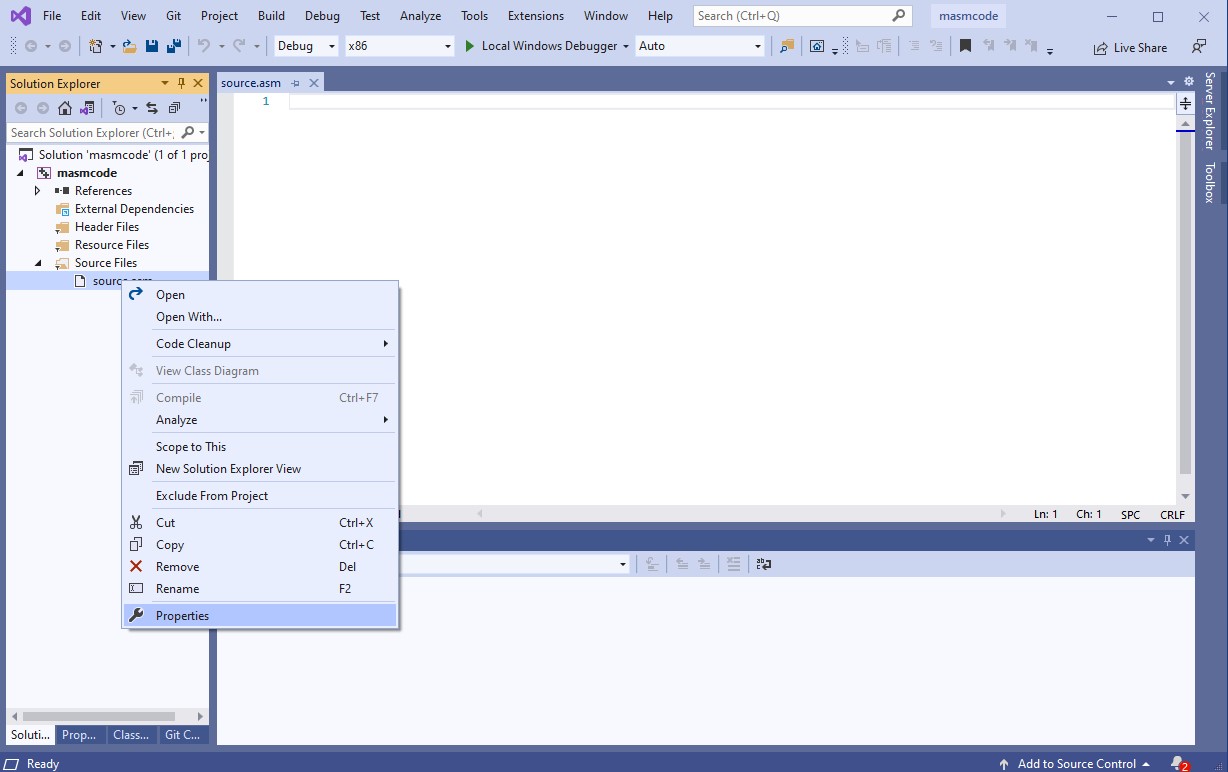 File Edit View Git Project Build Debug Test Analyze Tools Extensions Window Help Search (Ctrl+Q) masmcode
Debug x86 Local Windows Debugger Auto Live Share
Solution Explorer
source.asm
1
Search Solution Explorer (Ctrl+;
Solution 'masmcode' (1 of 1 proj
masmcode
References
External Dependencies
Header Files
Resource Files
Source Files
source.asm
Open
Open With...
Code Cleanup
View Class Diagram
Compile Ctrl+F7
Analyze
Scope to This
New Solution Explorer View
Exclude From Project
Cut Ctrl+X
Copy Ctrl+C
Remove Del
Rename F2
Properties
Ln: 1 Ch: 1 SPC CRLF
Server Explorer
Toolbox
Soluti... Prop... Class... Git C...
Ready Add to Source Control 2